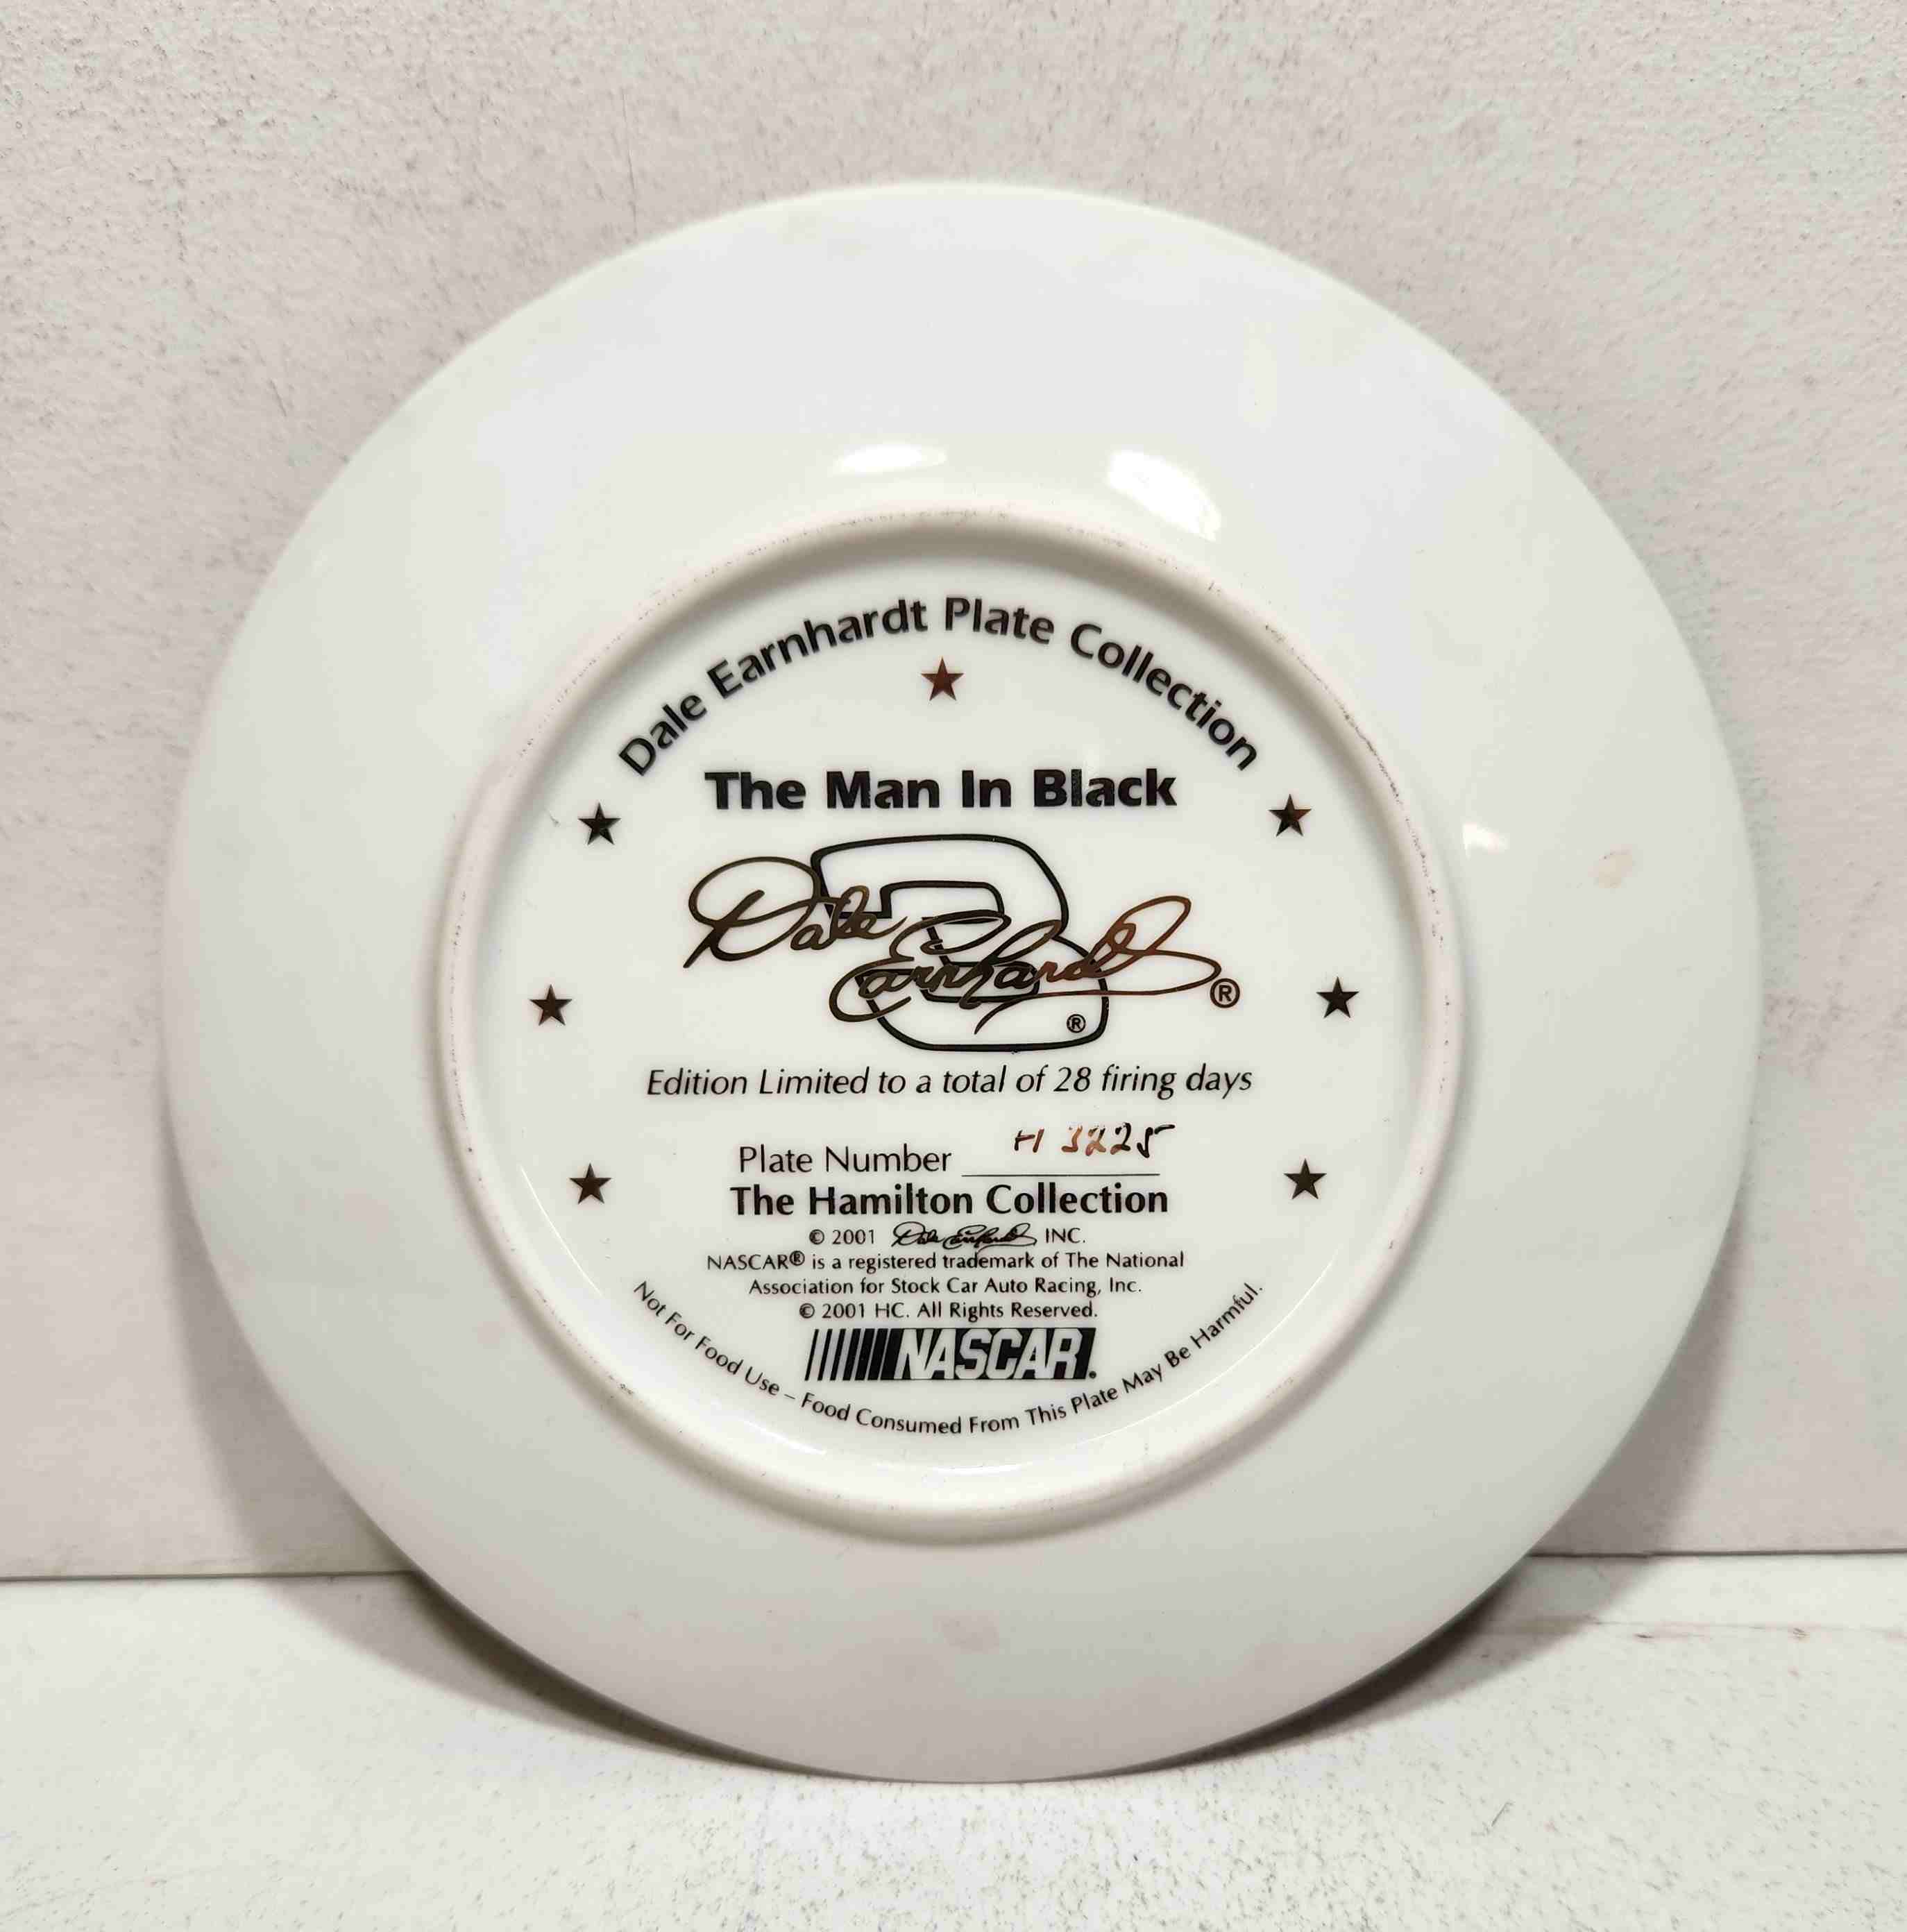 Dale Earnhardt Plate Collection
The Man In Black
3
Dale Earnhardt ®
®
Edition Limited to a total of 28 firing days
Plate Number H 3225
The Hamilton Collection
© 2001 Dale Earnhardt INC.
NASCAR® is a registered trademark of The National
Association for Stock Car Auto Racing, Inc.
© 2001 HC. All Rights Reserved.
NASCAR.
Not For Food Use – Food Consumed From This Plate May Be Harmful.